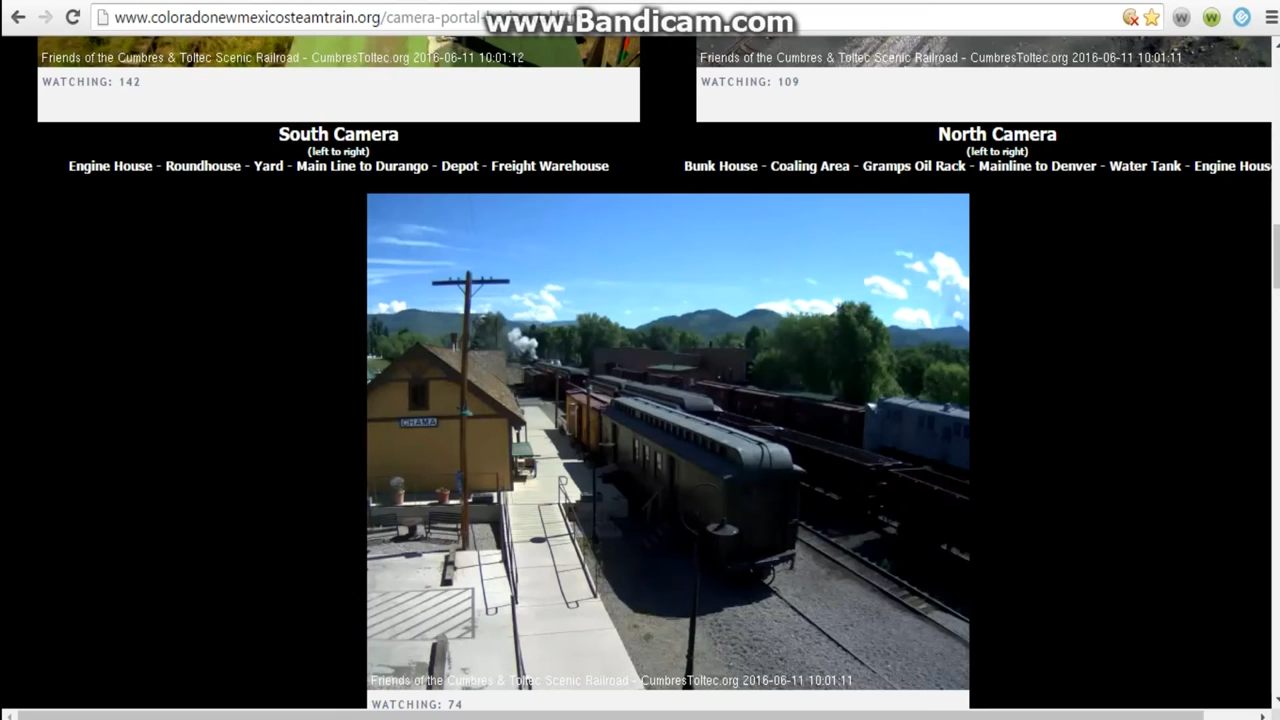 www.coloradonewmexicosteamtrain.org/camera-portal-
www.Bandicam.com
Friends of the Cumbres & Toltec Scenic Railroad - CumbresToltec.org 2016-06-11 10:01:12
WATCHING: 142
Friends of the Cumbres & Toltec Scenic Railroad - CumbresToltec.org 2016-06-11 10:01:11
WATCHING: 109
South Camera
(left to right)
Engine House - Roundhouse - Yard - Main Line to Durango - Depot - Freight Warehouse
North Camera
(left to right)
Bunk House - Coaling Area - Gramps Oil Rack - Mainline to Denver - Water Tank - Engine Hous
CHAMA
Friends of the Cumbres & Toltec Scenic Railroad - CumbresToltec.org 2016-06-11 10:01:11
WATCHING: 74